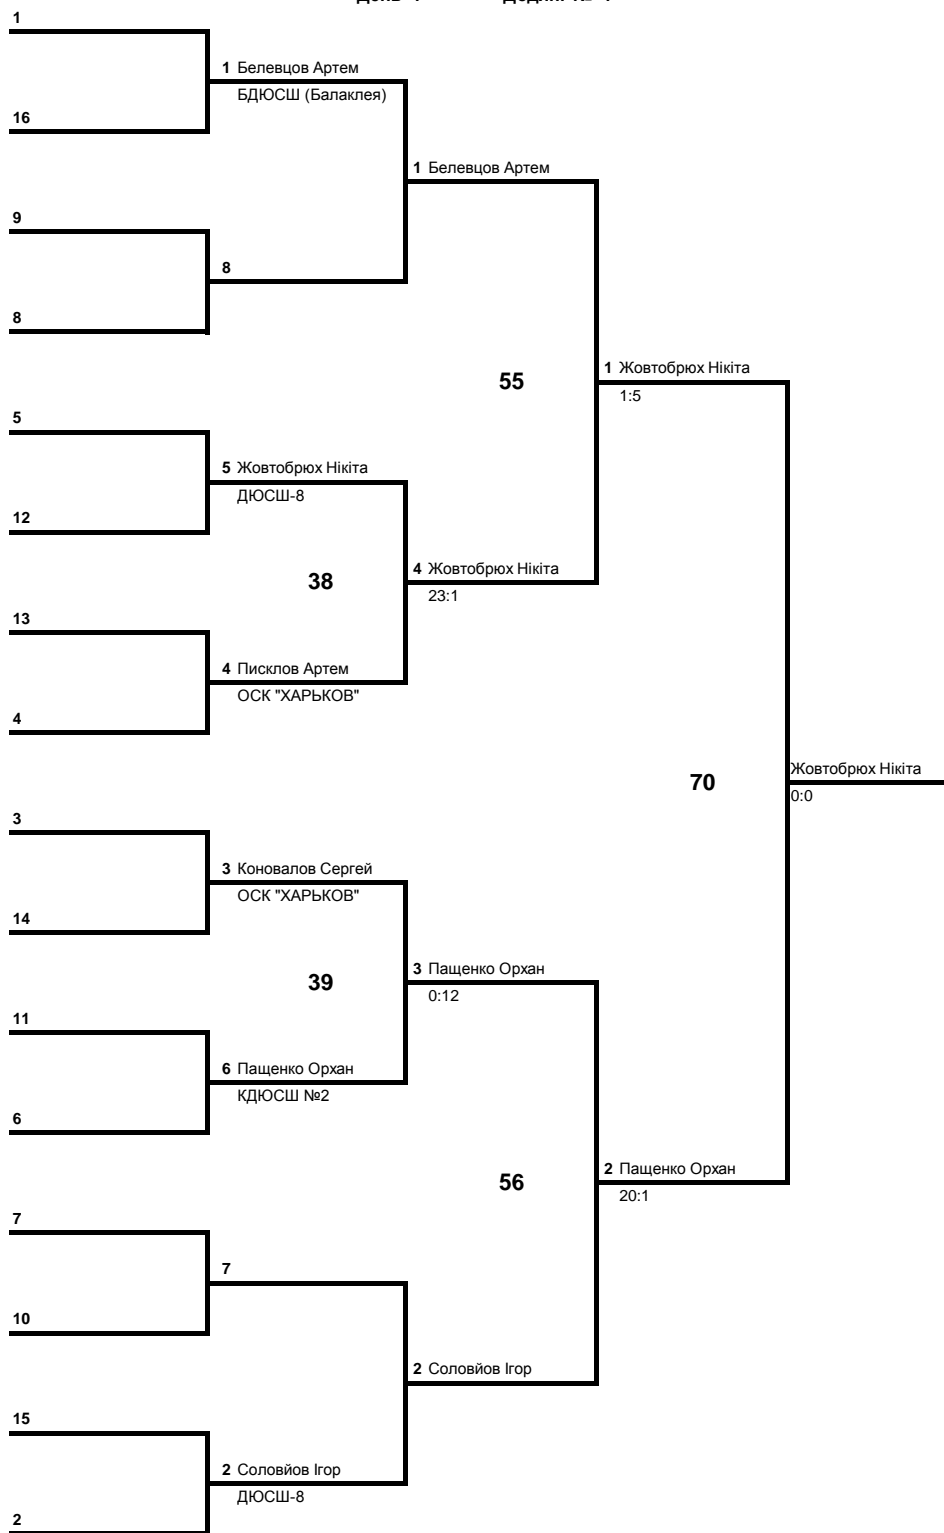 1
1 Белевцов Артем
БДЮСШ (Балаклея)
16
1 Белевцов Артем
9
8
8
55
1 Жовтобрюх Нікіта
1:5
5
5 Жовтобрюх Нікіта
ДЮСШ-8
12
38
4 Жовтобрюх Нікіта
23:1
13
4 Писклов Артем
ОСК "ХАРЬКОВ"
4
70
Жовтобрюх Нікіта
0:0
3
3 Коновалов Сергей
ОСК "ХАРЬКОВ"
14
39
3 Пащенко Орхан
0:12
11
6 Пащенко Орхан
КДЮСШ №2
6
56
2 Пащенко Орхан
20:1
7
7
10
2 Соловйов Ігор
15
2 Соловйов Ігор
ДЮСШ-8
2